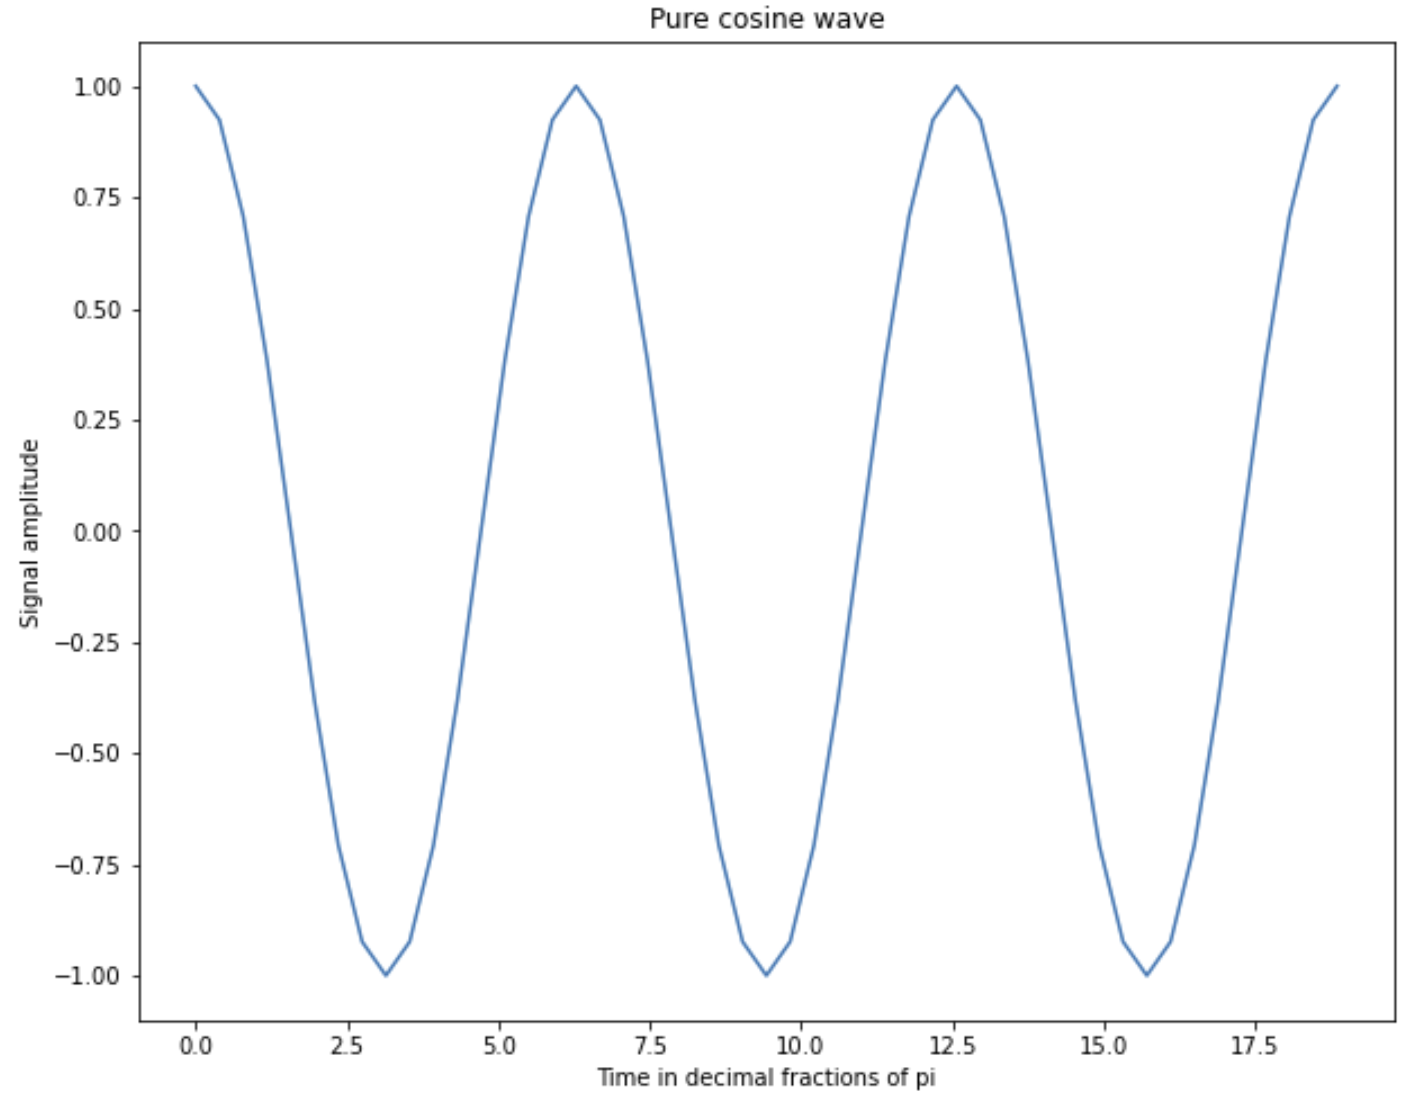 Pure cosine wave
1.00
0.75
0.50
0.25
0.00
−0.25
−0.50
−0.75
−1.00
Signal amplitude
0.0 2.5 5.0 7.5 10.0 12.5 15.0 17.5
Time in decimal fractions of pi